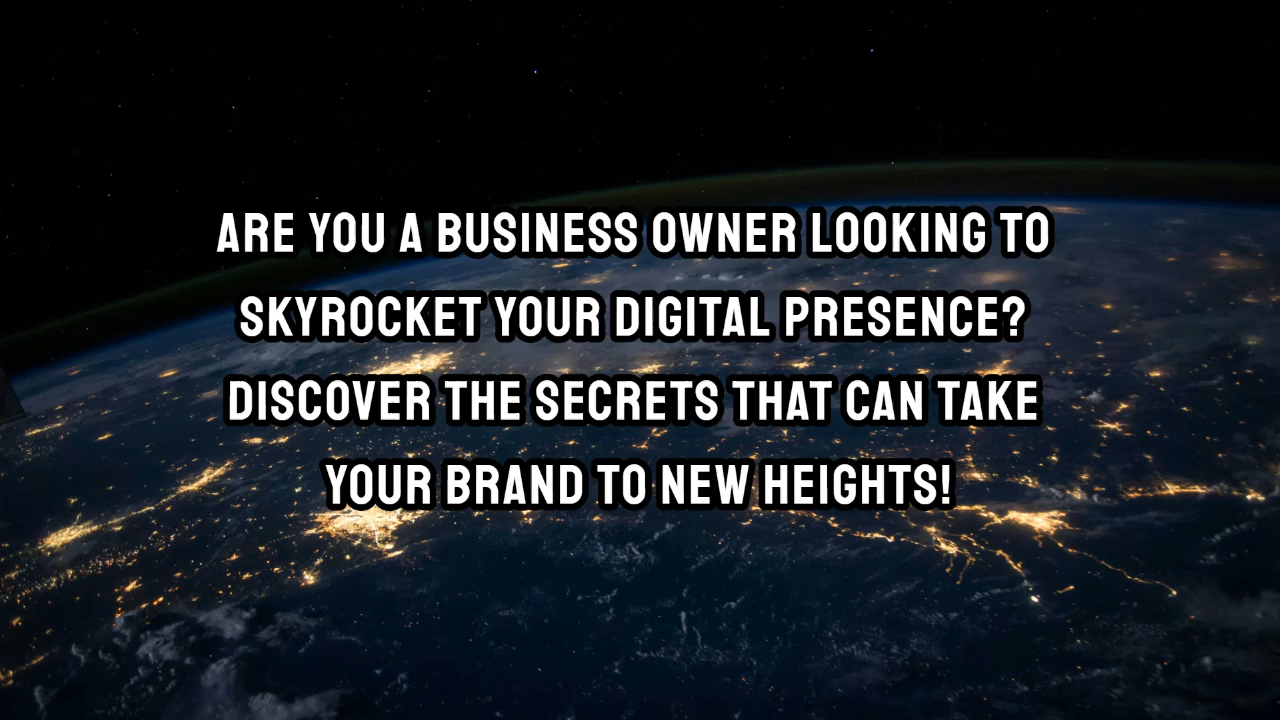 ARE YOU A BUSINESS OWNER LOOKING TO
SKYROCKET YOUR DIGITAL PRESENCE?
DISCOVER THE SECRETS THAT CAN TAKE
YOUR BRAND TO NEW HEIGHTS!